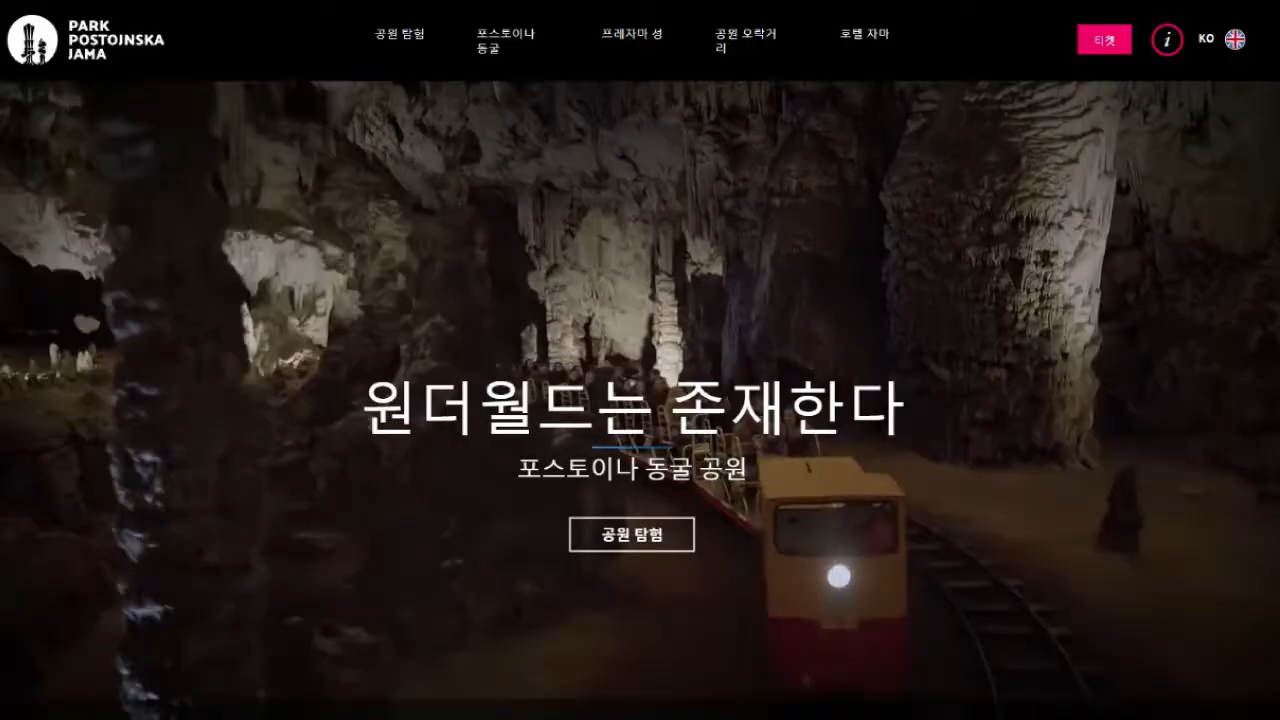 PARK
POSTOJNSKA
JAMA
공원 탐험
포스토이나
동굴
프레자마 성
공원 오락거
리
호텔 자마
티켓
i
KO
원더월드는 존재한다
포스토이나 동굴 공원
공원 탐험